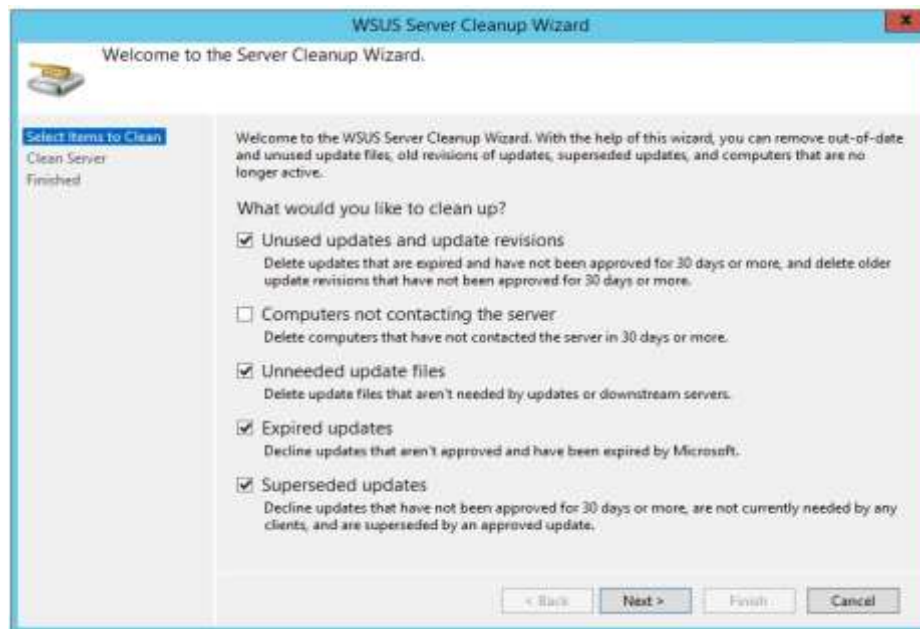 WSUS Server Cleanup Wizard
Welcome to the Server Cleanup Wizard.
Select Items to Clean
Clean Server
Finished
Welcome to the WSUS Server Cleanup Wizard. With the help of this wizard, you can remove out-of-date
and unused update files, old revisions of updates, superseded updates, and computers that are no
longer active.
What would you like to clean up?
Unused updates and update revisions
Delete updates that are expired and have not been approved for 30 days or more, and delete older
update revisions that have not been approved for 30 days or more.
Computers not contacting the server
Delete computers that have not contacted the server in 30 days or more.
Unneeded update files
Delete update files that aren't needed by updates or downstream servers.
Expired updates
Decline updates that aren't approved and have been expired by Microsoft.
Superseded updates
Decline updates that have not been approved for 30 days or more, are not currently needed by any
clients, and are superseded by an approved update.
< Back Next > Finish Cancel